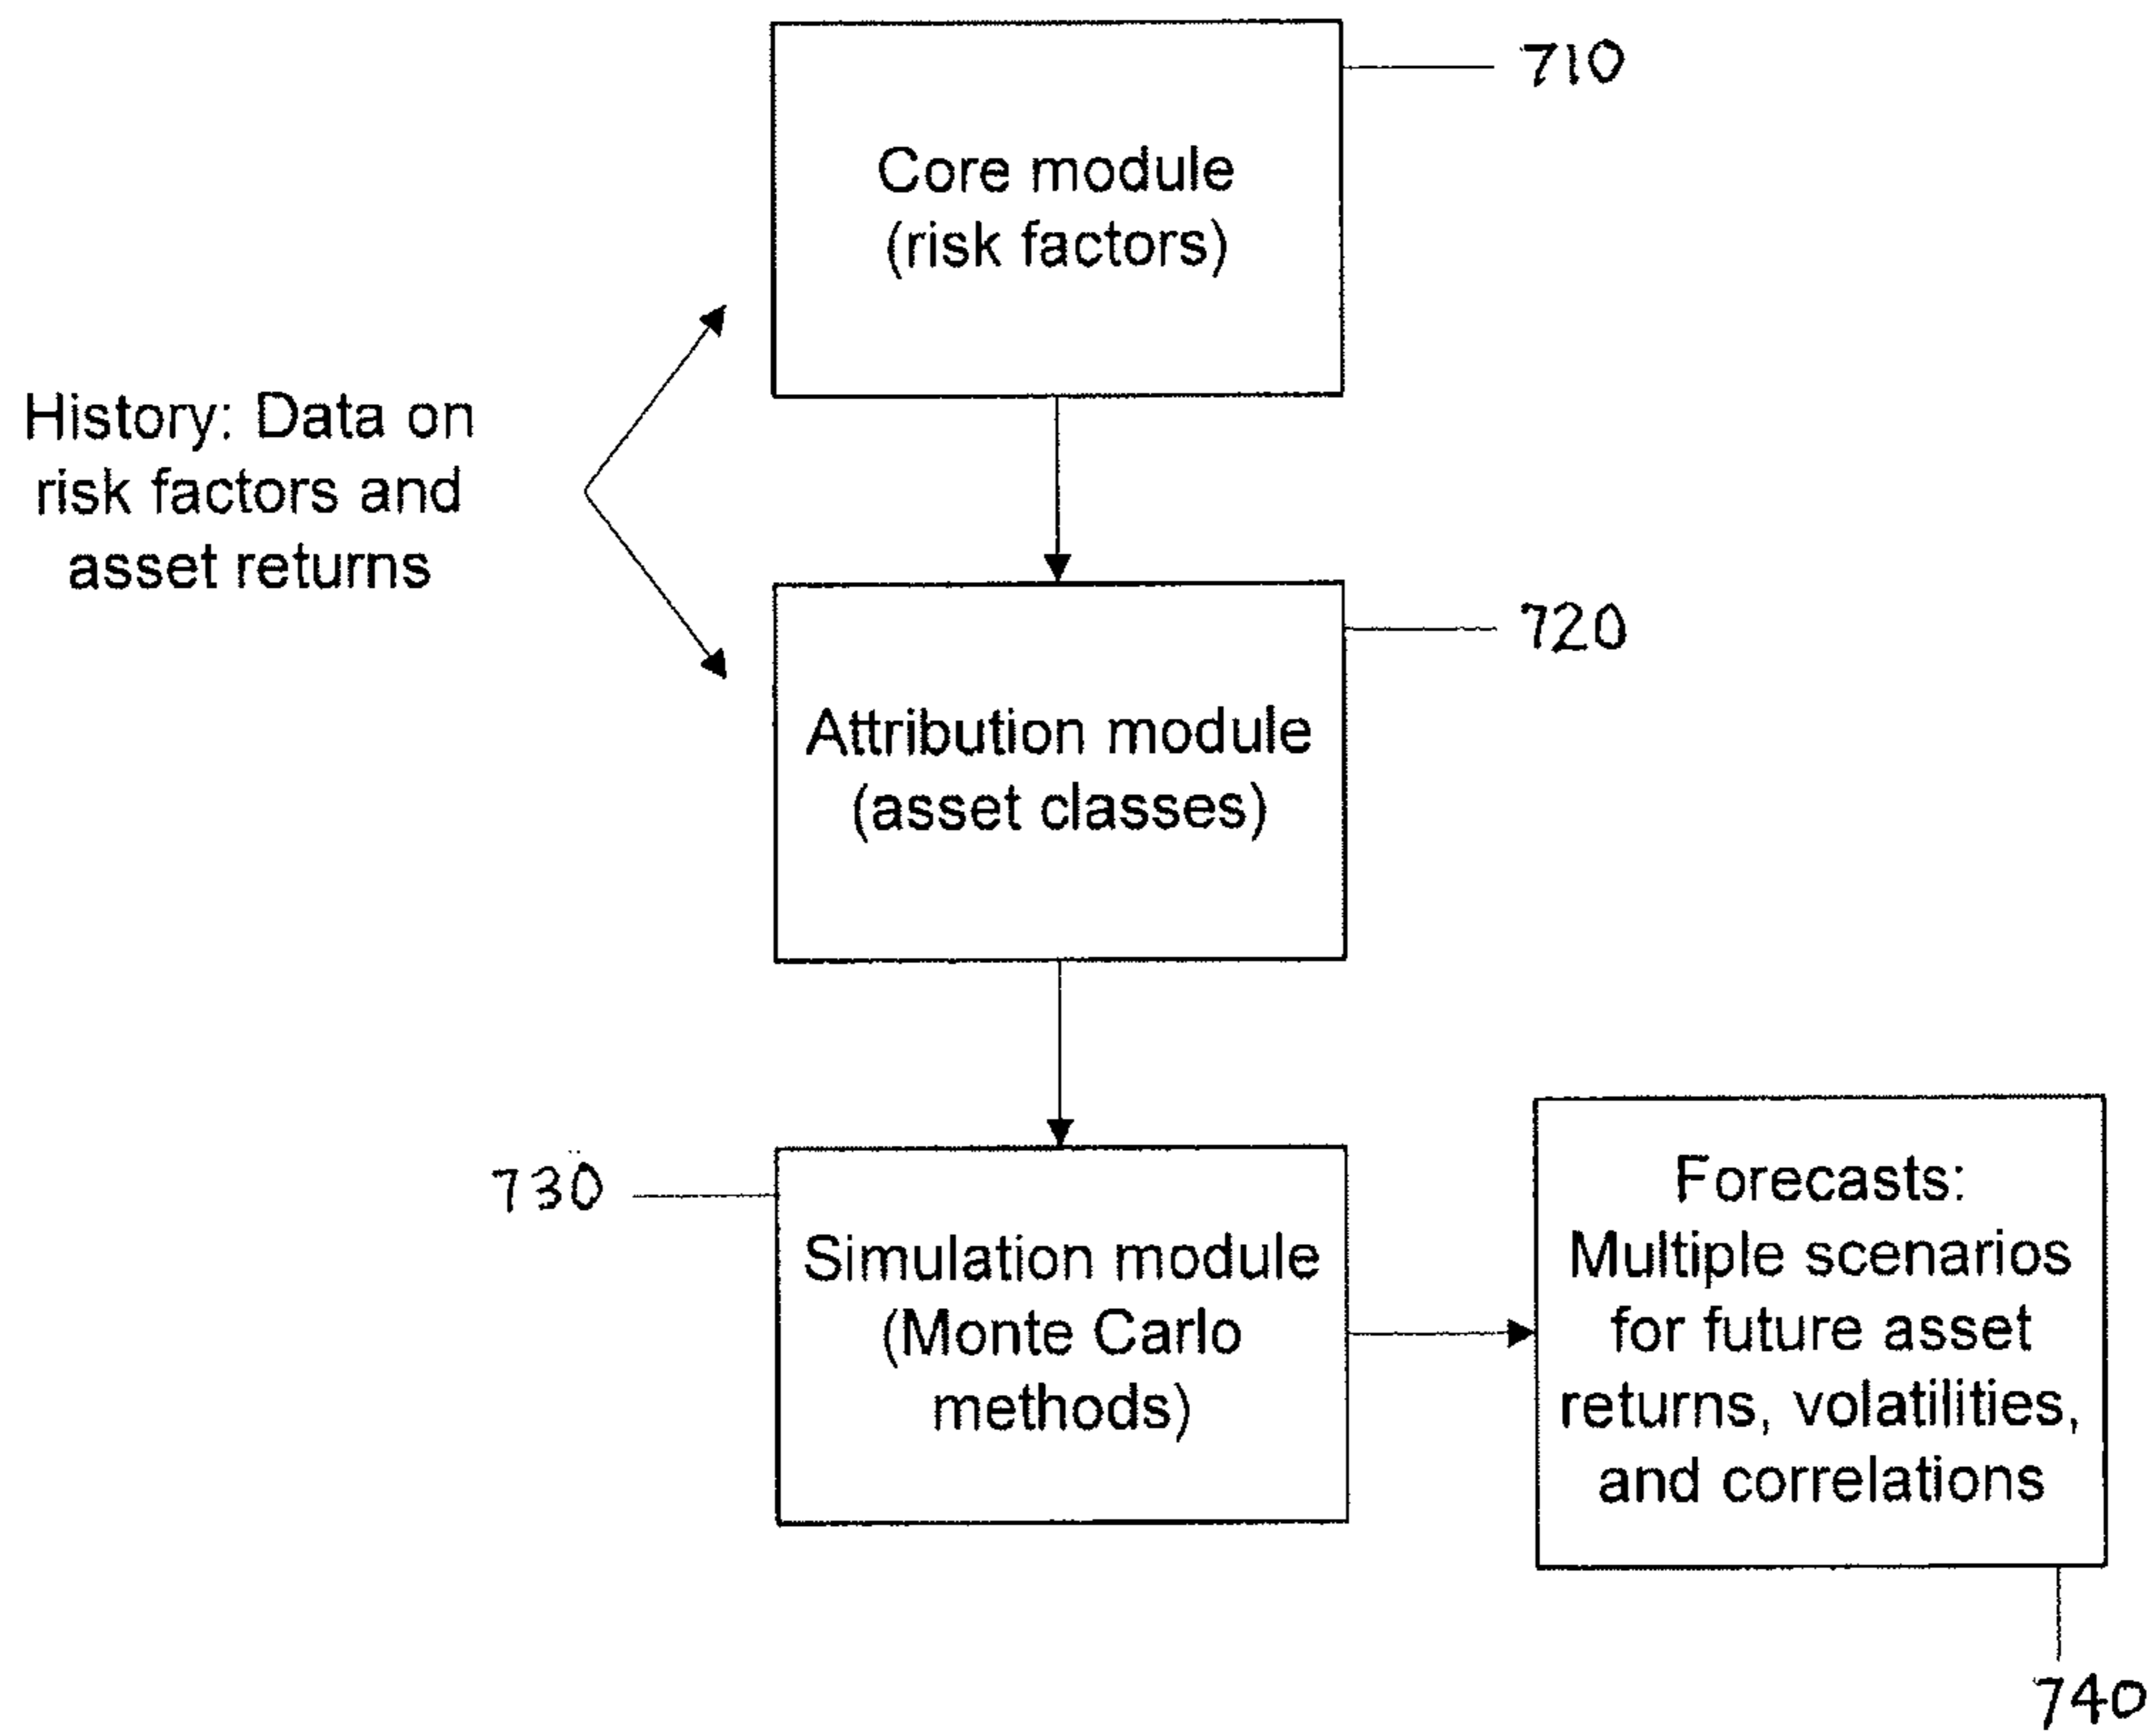 710
Core module
(risk factors)
History: Data on
risk factors and
asset returns
720
Attribution module
(asset classes)
730
Simulation module
(Monte Carlo
methods)
Forecasts:
Multiple scenarios
for future asset
returns, volatilities,
and correlations
740